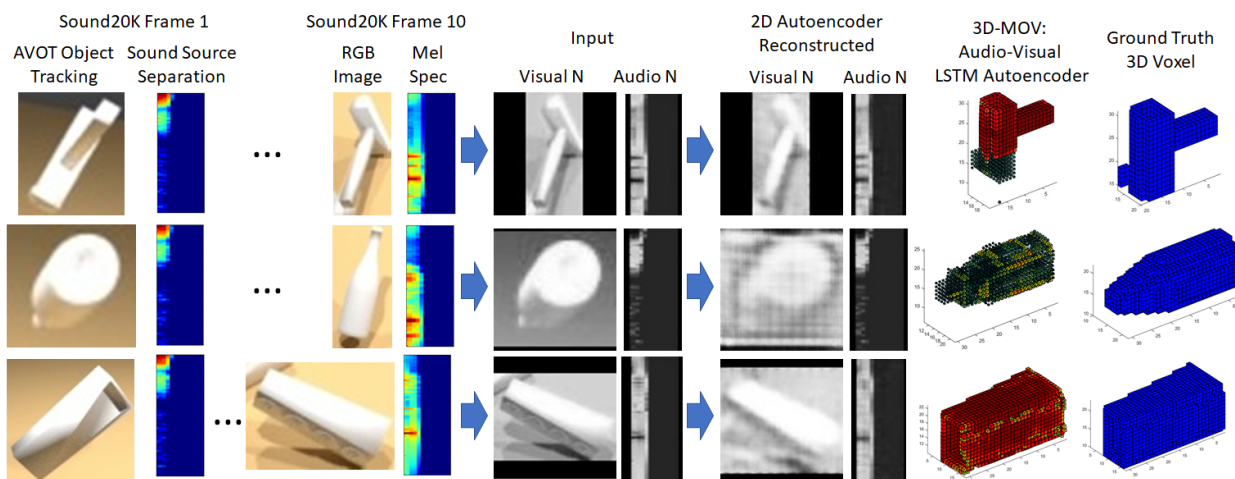 Sound20K Frame 1
Sound20K Frame 10
AVOT Object
Tracking
Sound Source
Separation
RGB
Image
Mel
Spec
Input
Visual N
Audio N
2D Autoencoder
Reconstructed
Visual N
Audio N
3D-MOV:
Audio-Visual
LSTM Autoencoder
Ground Truth
3D Voxel
...
...
...